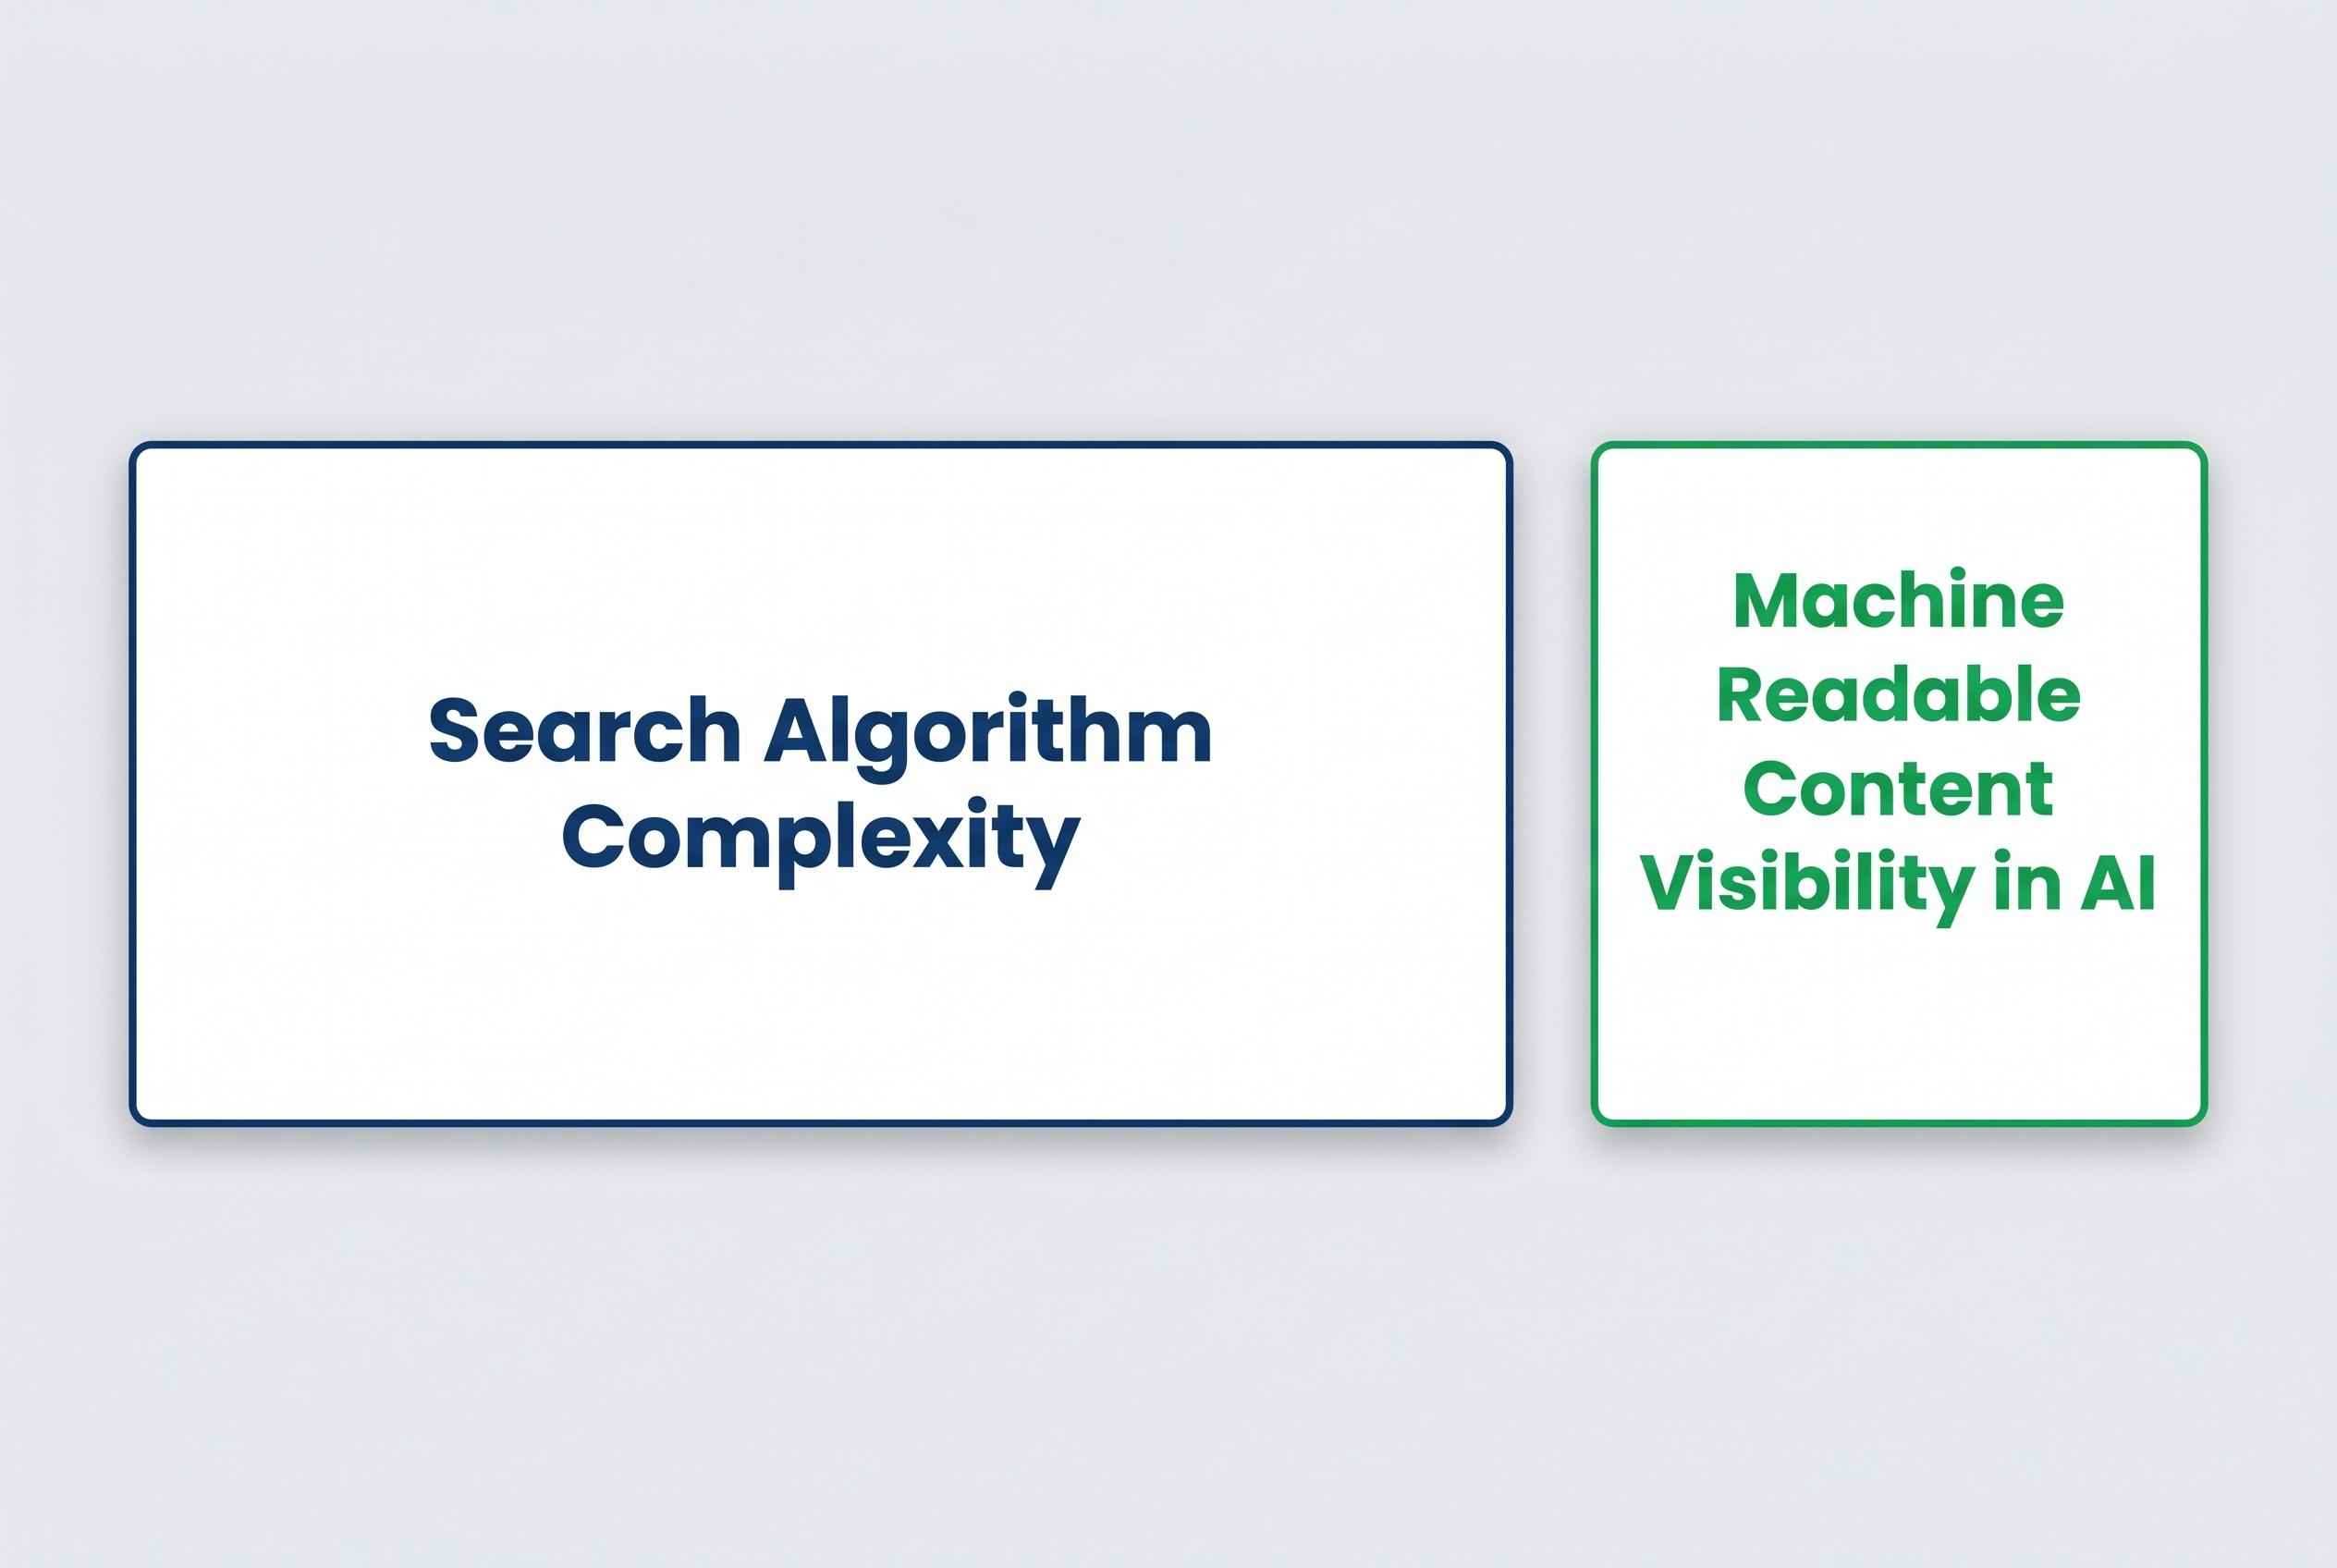 Search Algorithm
Complexity
Machine
Readable
Content
Visibility in AI